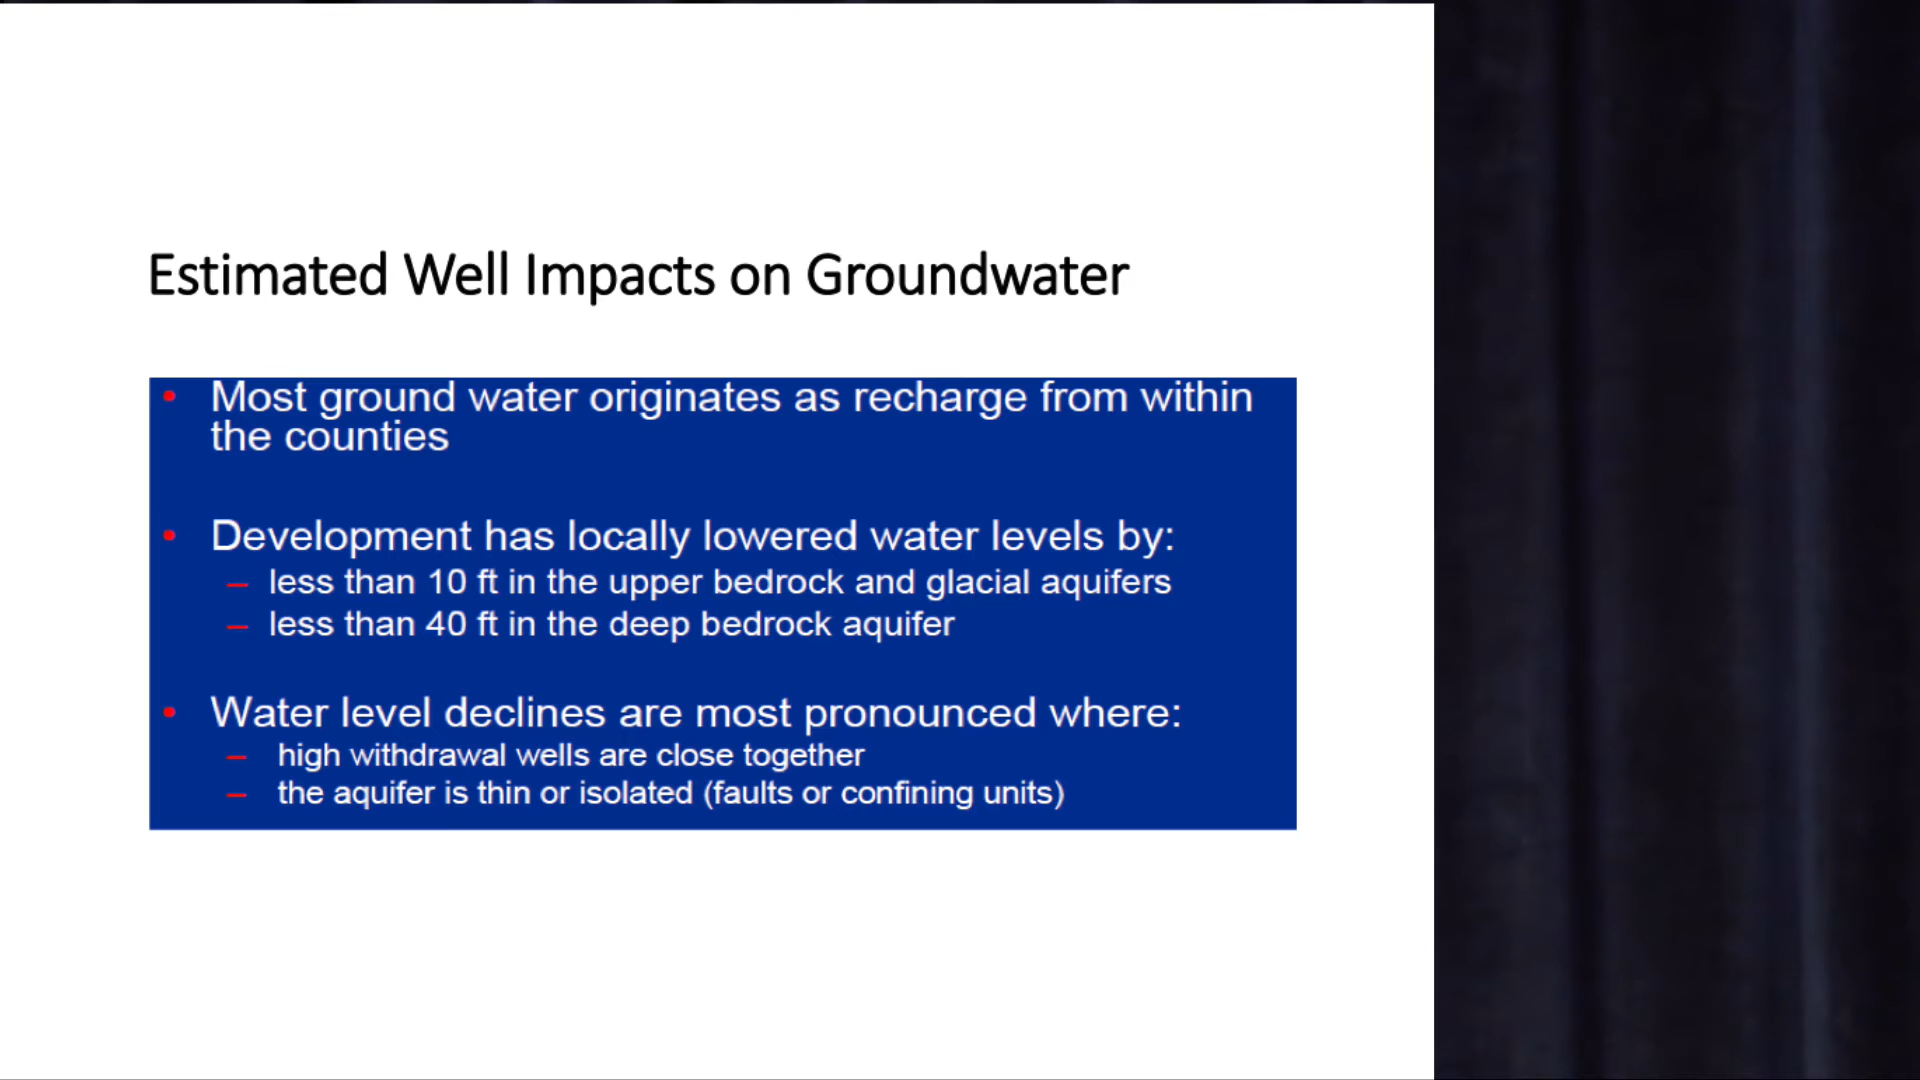 Estimated Well Impacts on Groundwater
• Most ground water originates as recharge from within
the counties
• Development has locally lowered water levels by:
– less than 10 ft in the upper bedrock and glacial aquifers
– less than 40 ft in the deep bedrock aquifer
• Water level declines are most pronounced where:
– high withdrawal wells are close together
– the aquifer is thin or isolated (faults or confining units)